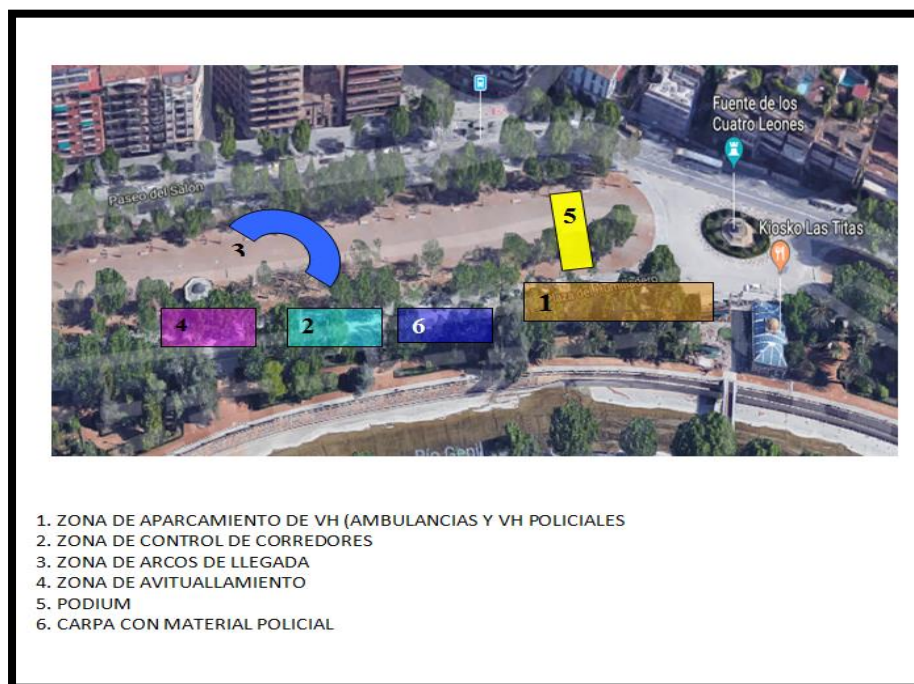 Fuente de los
Cuatro Leones
Paseo del Salón
Kiosko Las Titas
5
3
1
4
2
6
Río Genil
1. ZONA DE APARCAMIENTO DE VH (AMBULANCIAS Y VH POLICIALES
2. ZONA DE CONTROL DE CORREDORES
3. ZONA DE ARCOS DE LLEGADA
4. ZONA DE AVITUALLAMIENTO
5. PODIUM
6. CARPA CON MATERIAL POLICIAL